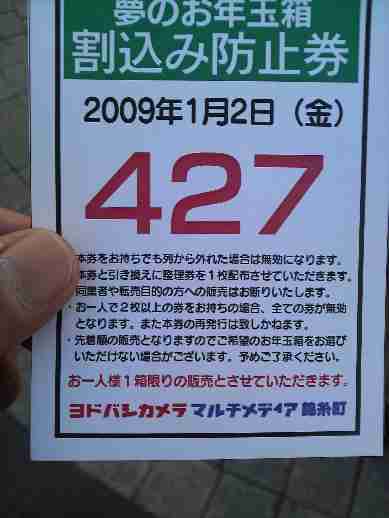 夢のお年玉箱
割込み防止券
2009年1月2日（金）
427
本券をお持ちでも列から外れた場合は無効になります。
本券と引き換えに整理券を1枚配布させていただきます。
同業者や転売目的の方への販売はお断りいたします。
・お一人で2枚以上の券をお持ちの場合、全ての券が無効
となります。また本券の再発行は致しかねます。
・先着順の販売となりますのでご希望のお年玉箱をお選び
いただけない場合がございます。予めご了承ください。
お一人様1箱限りの販売とさせていただきます。
ヨドバシカメラ マルチメディア 錦糸町